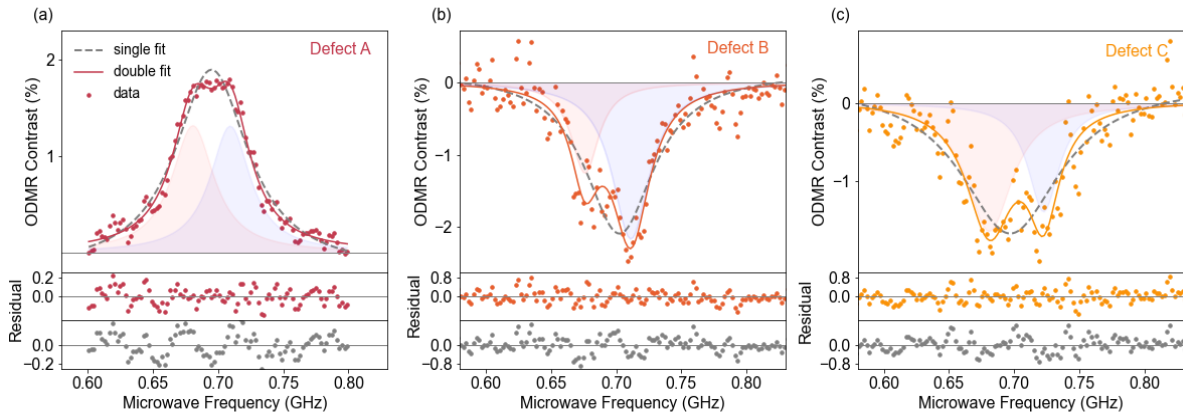 (a)
Defect A
single fit
double fit
data
2
1
ODMR Contrast (%)
0.2
0.0
0.0
−0.2
Residual
0.60 0.65 0.70 0.75 0.80
Microwave Frequency (GHz)
(b)
Defect B
0
−1
−2
ODMR Contrast (%)
0.8
0.0
0.0
−0.8
Residual
0.60 0.65 0.70 0.75 0.80
Microwave Frequency (GHz)
(c)
Defect C
0
−1
ODMR Contrast (%)
0.8
0.0
0.0
−0.8
Residual
0.60 0.65 0.70 0.75 0.80
Microwave Frequency (GHz)